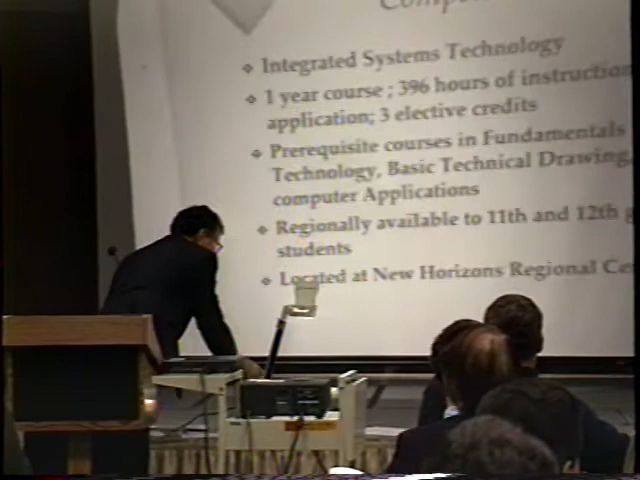 Integrated Systems Technology
1 year course ; 396 hours of instruction
application; 3 elective credits
Prerequisite courses in Fundamentals
Technology, Basic Technical Drawing,
computer Applications
Regionally available to 11th and 12th g
students
Located at New Horizons Regional Ce